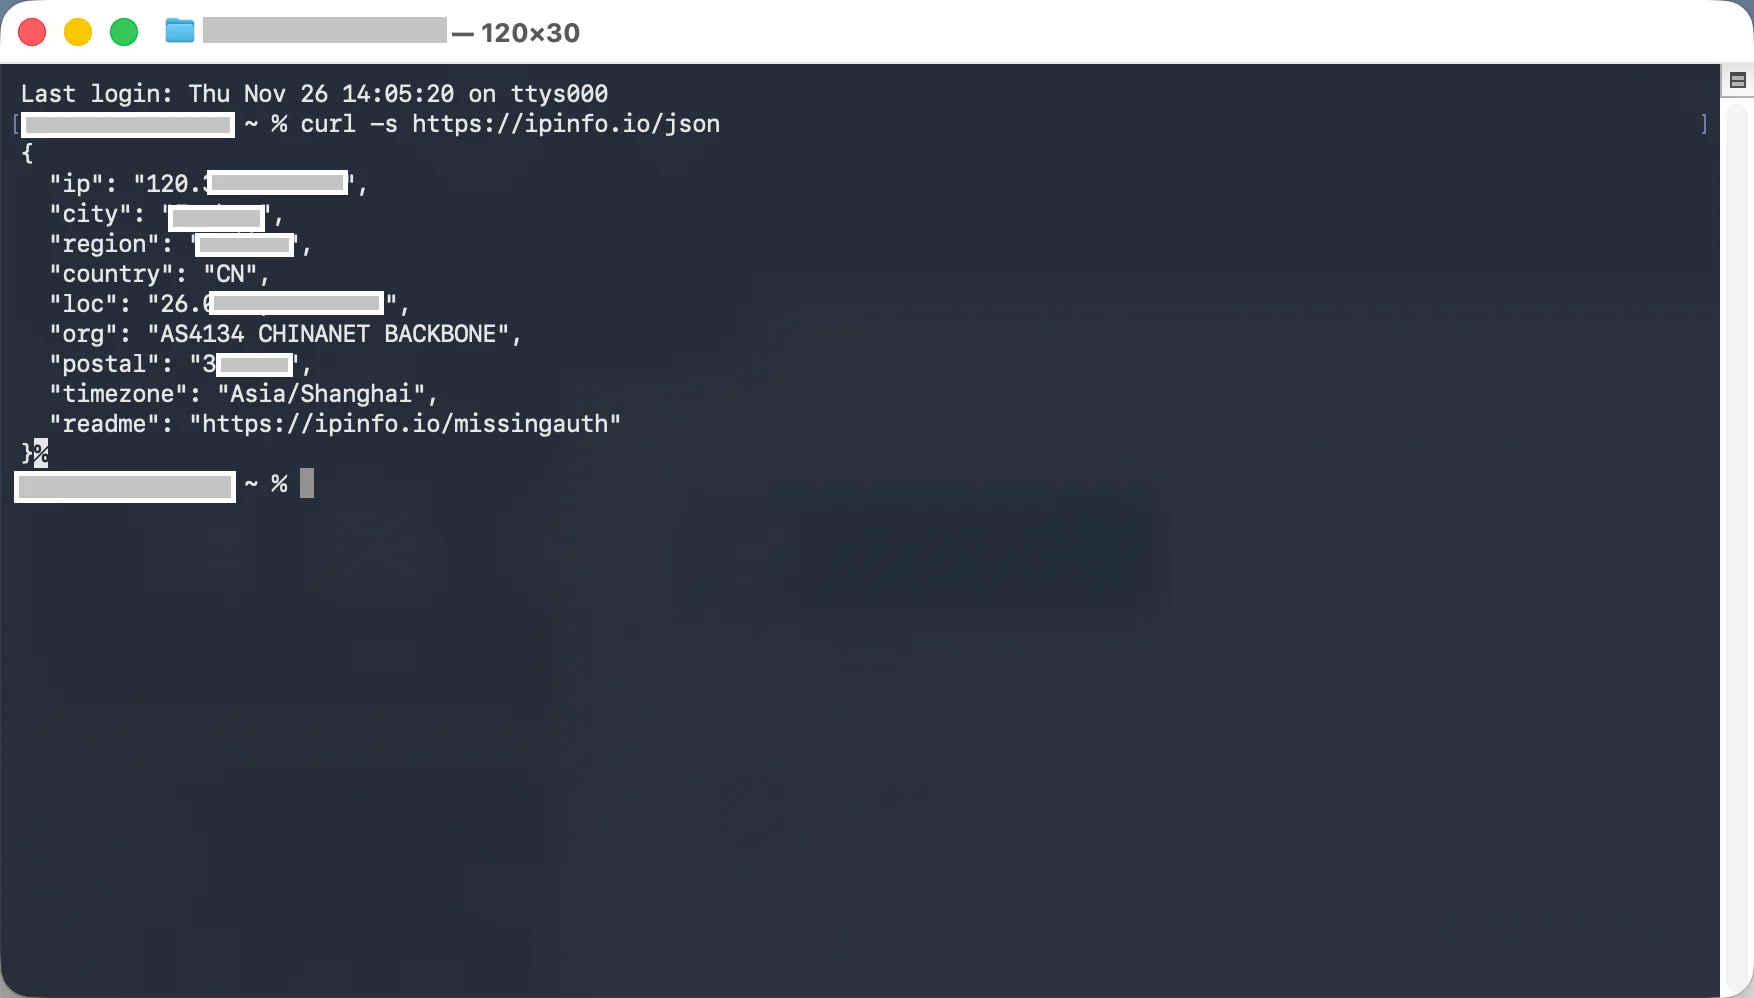 — 120×30
Last login: Thu Nov 26 14:05:20 on ttys000
[ ~ % curl -s https://ipinfo.io/json ]
{
"ip": "120.
"city": "",
"region": "",
"country": "CN",
"loc": "26. ",
"org": "AS4134 CHINANET BACKBONE",
"postal": "3 ",
"timezone": "Asia/Shanghai",
"readme": "https://ipinfo.io/missingauth"
}%
~ %